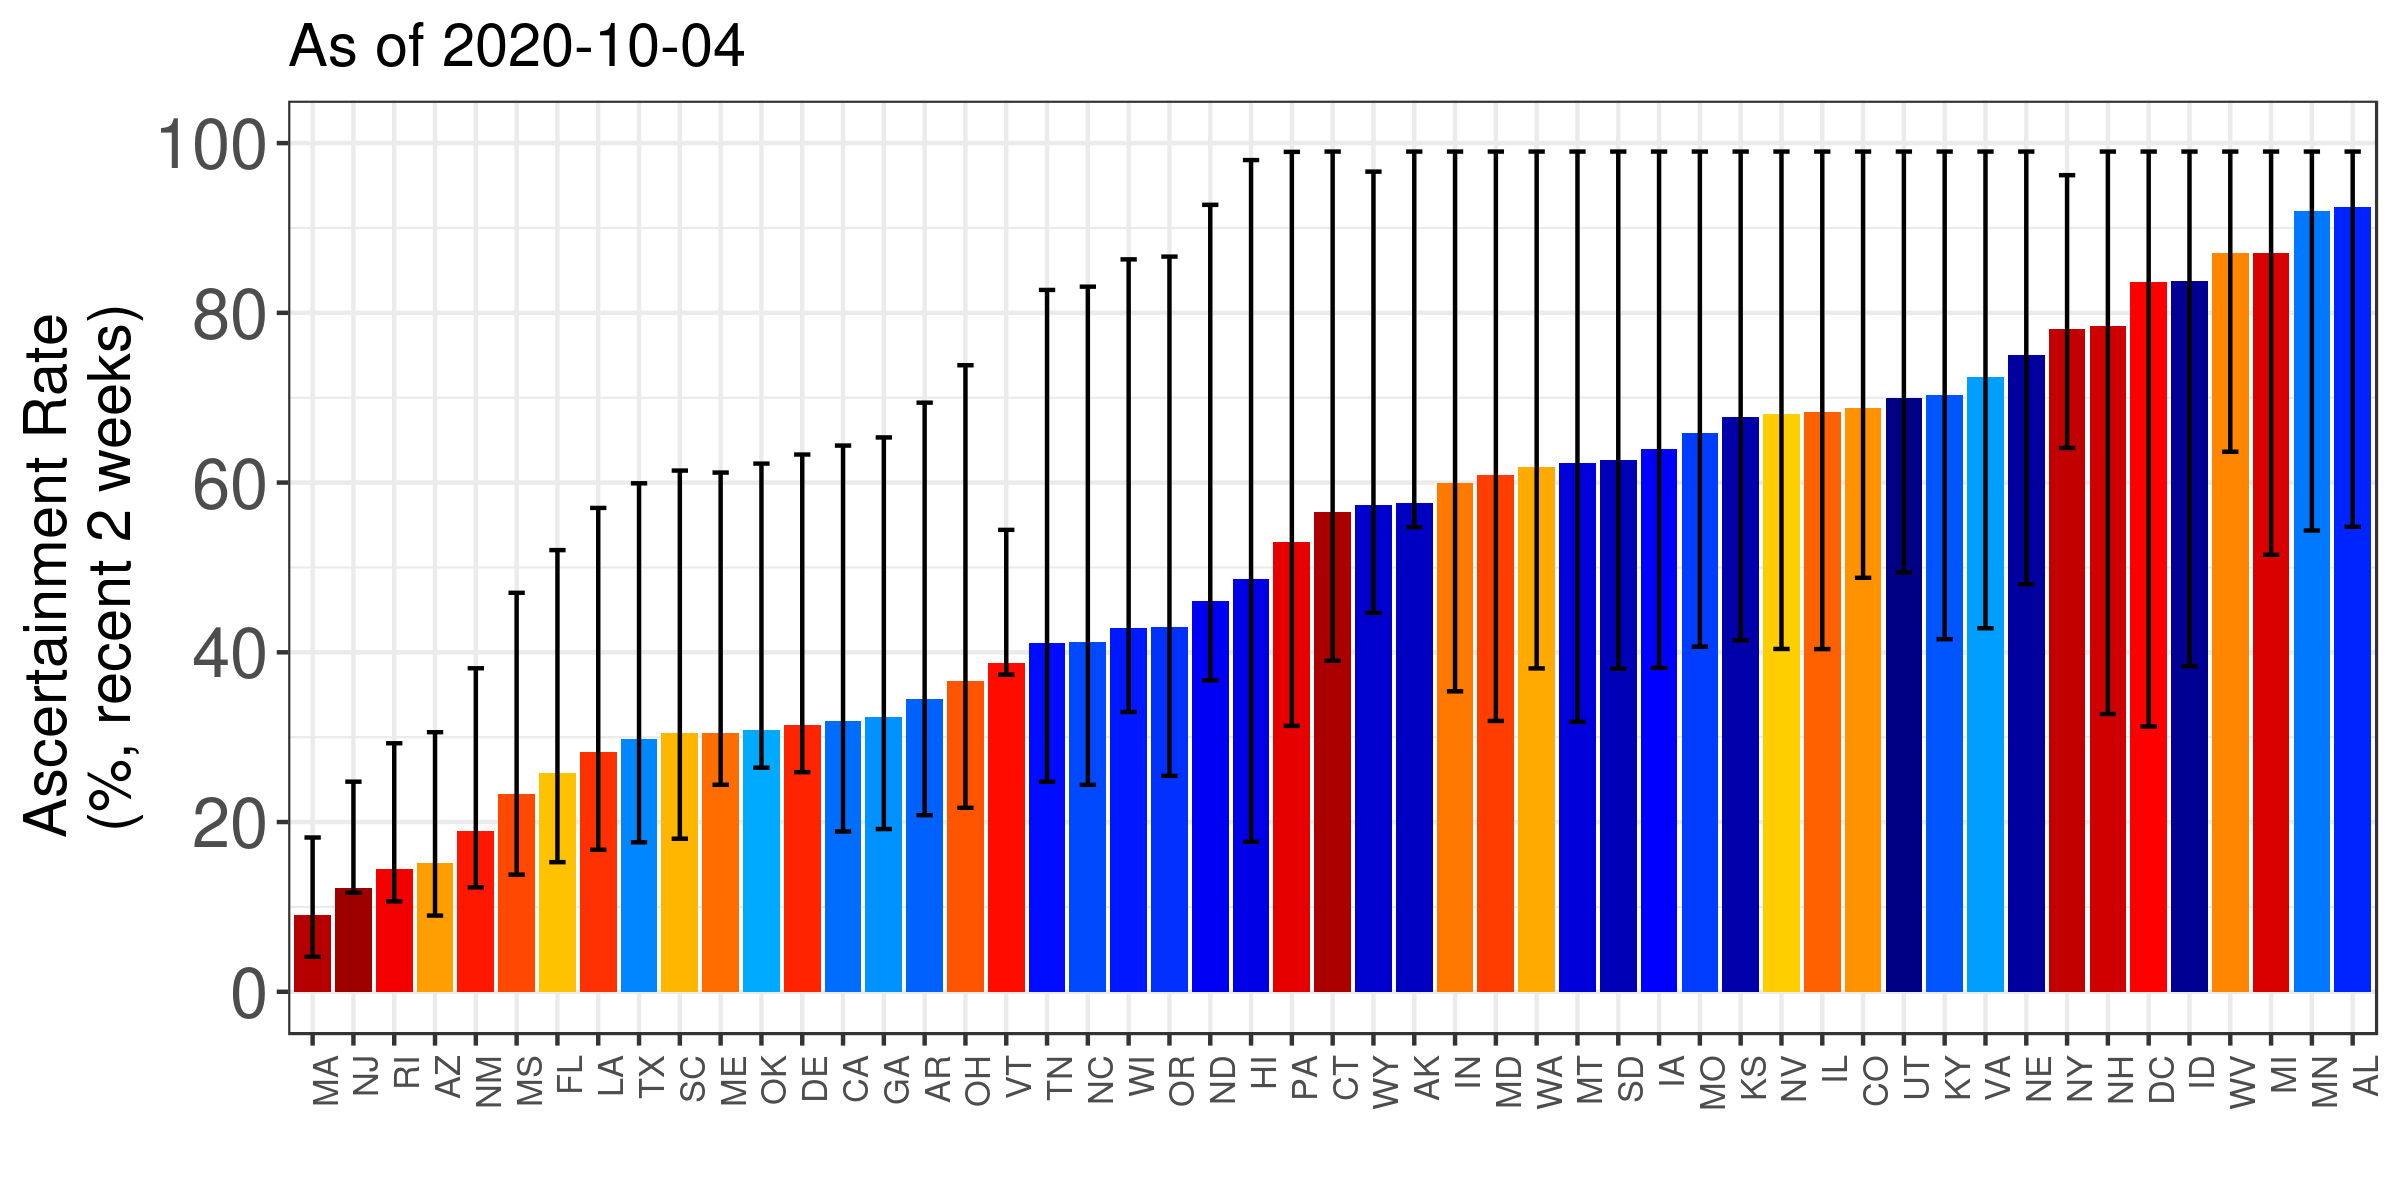 As of 2020-10-04
Ascertainment Rate
(%, recent 2 weeks)
100
80
60
40
20
0
MA NJ RI AZ NM MS FL LA TX SC ME OK DE CA GA AR OH VT TN NC WI OR ND HI PA CT WY AK IN MD WA MT SD IA MO KS NV IL CO UT KY VA NE NY NH DC ID WV MI MN AL